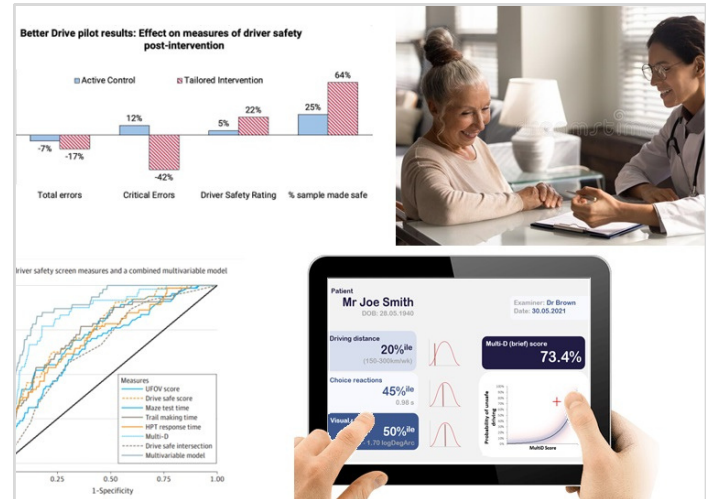 Better Drive pilot results: Effect on measures of driver safety
post-intervention
Active Control
Tailored Intervention
64%
25%
22%
12%
5%
-7%
-17%
-42%
Total errors
Critical Errors
Driver Safety Rating
% sample made safe
driver safety screen measures and a combined multivariable model
Measures
UFOV score
Drive safe score
Maze test time
Trail making time
HPT response time
Multi-D
Drive safe intersection
Multivariable model
0.25
0.50
0.75
1.00
1-Specificity
Patient
Mr Joe Smith
DOB: 28.05.1940
Examiner: Dr Brown
Date: 30.05.2021
Driving distance
20%ile
(150-300km/wk)
Choice reactions
45%ile
0.98 s
Visual
50%ile
1.70 logDegArc
Multi-D (brief) score
73.4%
Probability of unsafe
driving
MultiD Score